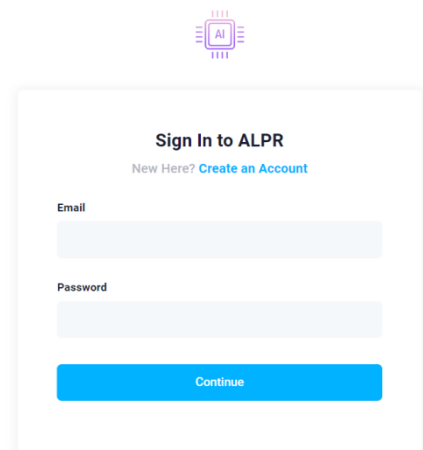 AI
Sign In to ALPR
New Here? Create an Account
Email
Password
Continue